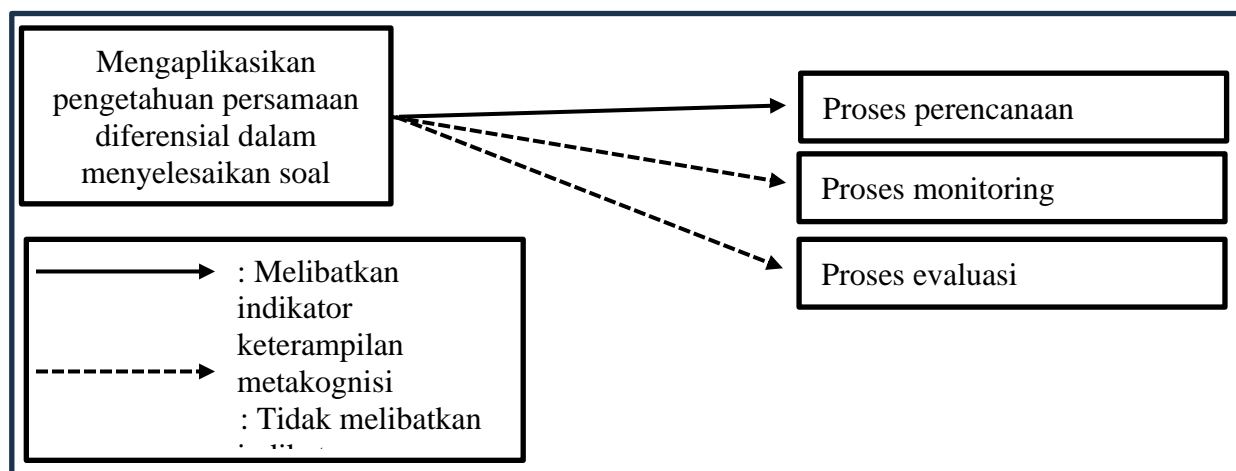 Mengaplikasikan
pengetahuan persamaan
diferensial dalam
menyelesaikan soal
Proses perencanaan
Proses monitoring
Proses evaluasi
: Melibatkan
indikator
keterampilan
metakognisi
: Tidak melibatkan